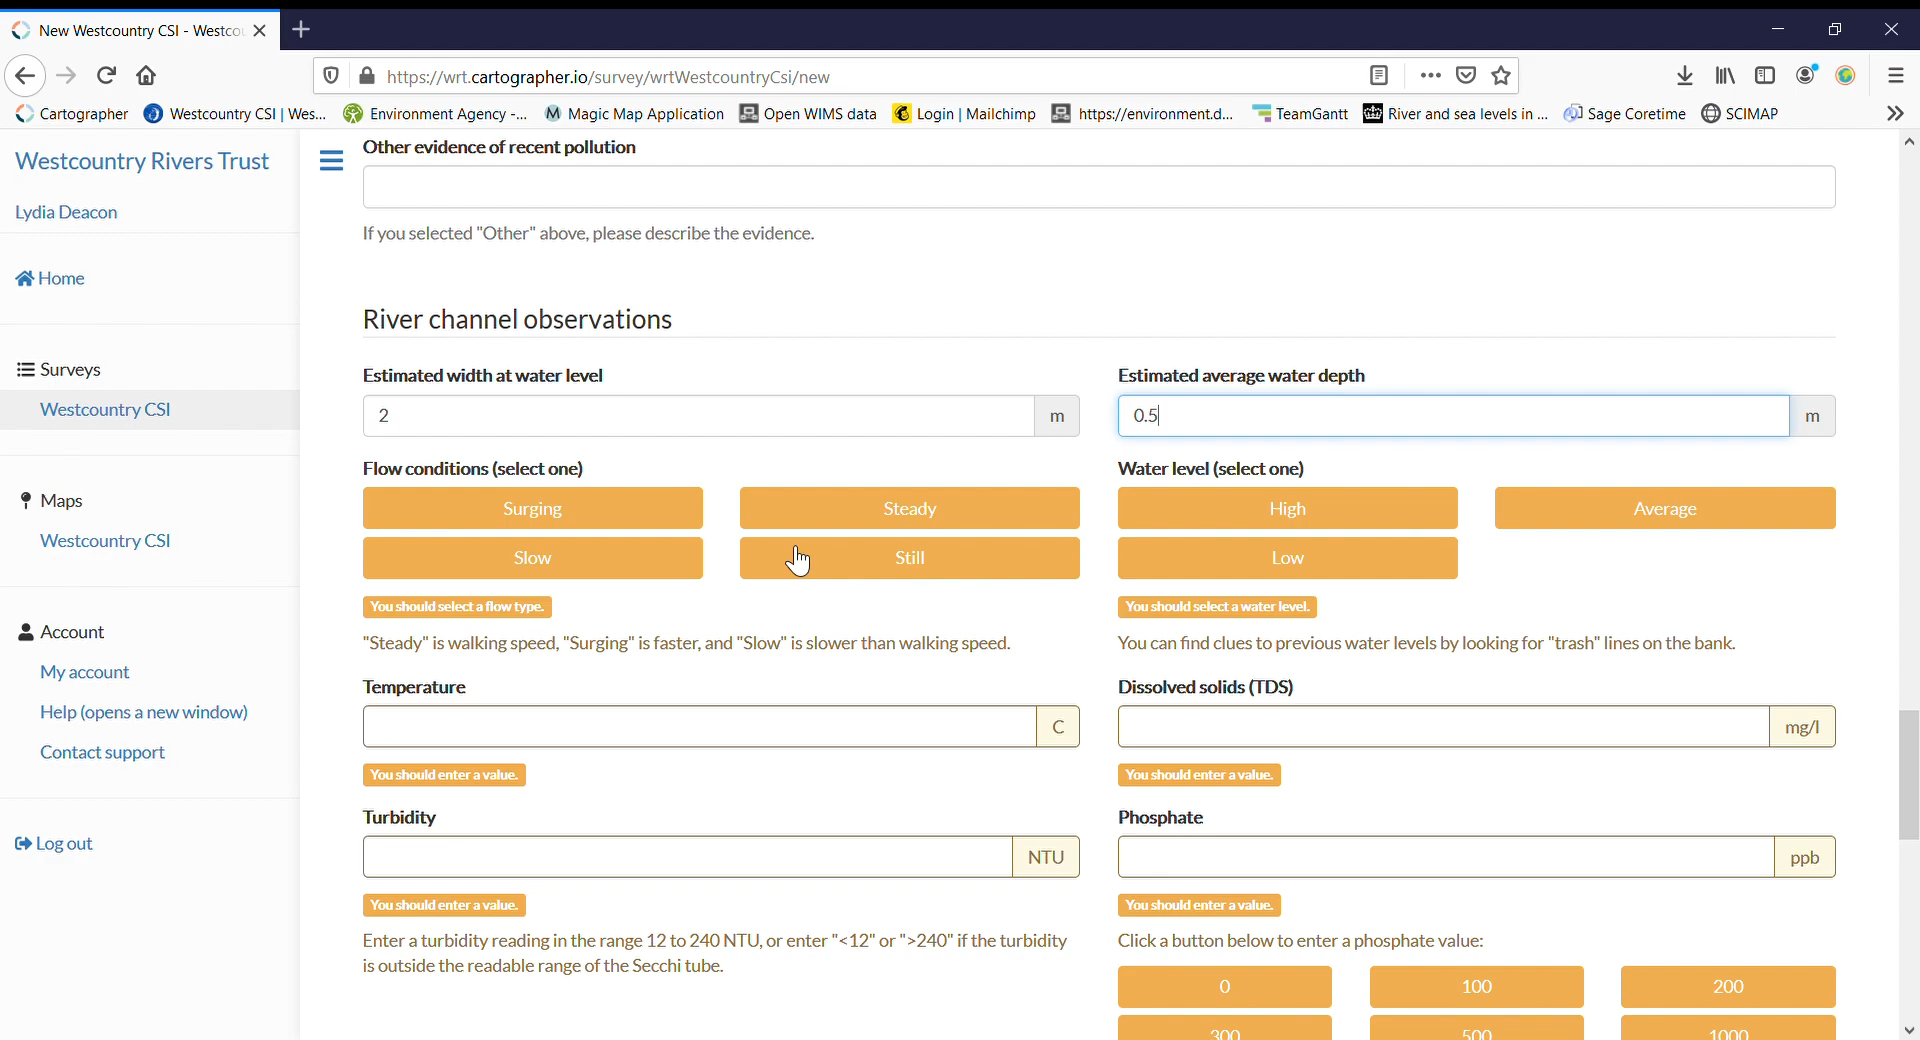 New Westcountry CSI - Westco
https://wrt.cartographer.io/survey/wrtWestcountryCsi/new
Cartographer
Westcountry CSI | Wes...
Environment Agency -...
Magic Map Application
Open WIMS data
Login | Mailchimp
https://environment.d...
TeamGantt
River and sea levels in ...
Sage Coretime
SCIMAP
Westcountry Rivers Trust
Lydia Deacon
Home
Surveys
Westcountry CSI
Maps
Westcountry CSI
Account
My account
Help (opens a new window)
Contact support
Log out
Other evidence of recent pollution
If you selected "Other" above, please describe the evidence.
River channel observations
Estimated width at water level
2
m
Estimated average water depth
0.5
m
Flow conditions (select one)
Surging
Steady
Slow
Still
You should select a flow type.
"Steady" is walking speed, "Surging" is faster, and "Slow" is slower than walking speed.
Water level (select one)
High
Average
Low
You should select a water level.
You can find clues to previous water levels by looking for "trash" lines on the bank.
Temperature
C
You should enter a value.
Dissolved solids (TDS)
mg/l
You should enter a value.
Turbidity
NTU
You should enter a value.
Enter a turbidity reading in the range 12 to 240 NTU, or enter "<12" or ">240" if the turbidity
is outside the readable range of the Secchi tube.
Phosphate
ppb
You should enter a value.
Click a button below to enter a phosphate value:
0
100
200
300
500
1000